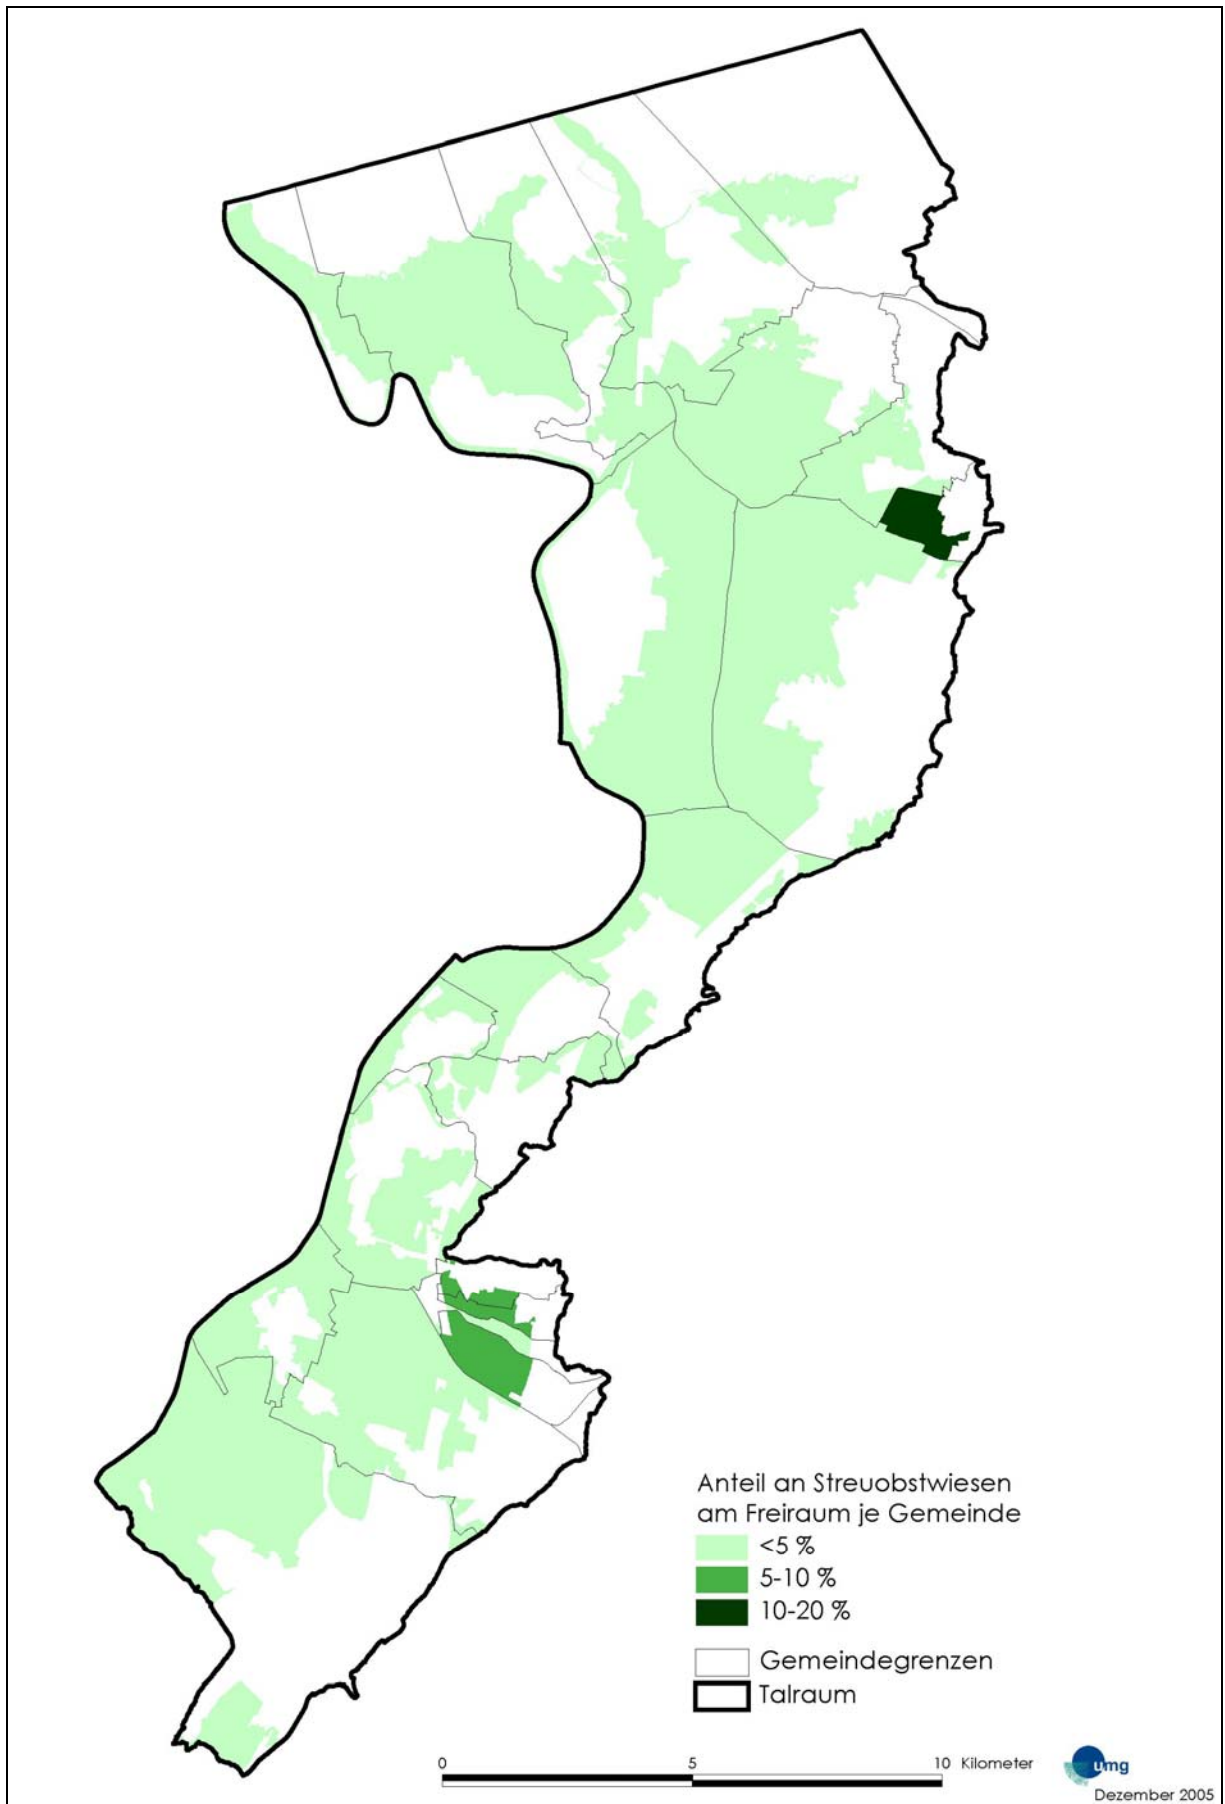 Anteil an Streuobstwiesen
am Freiraum je Gemeinde
<5 %
5-10 %
10-20 %
Gemeindegrenzen
Talraum
0 5 10 Kilometer
umg
Dezember 2005